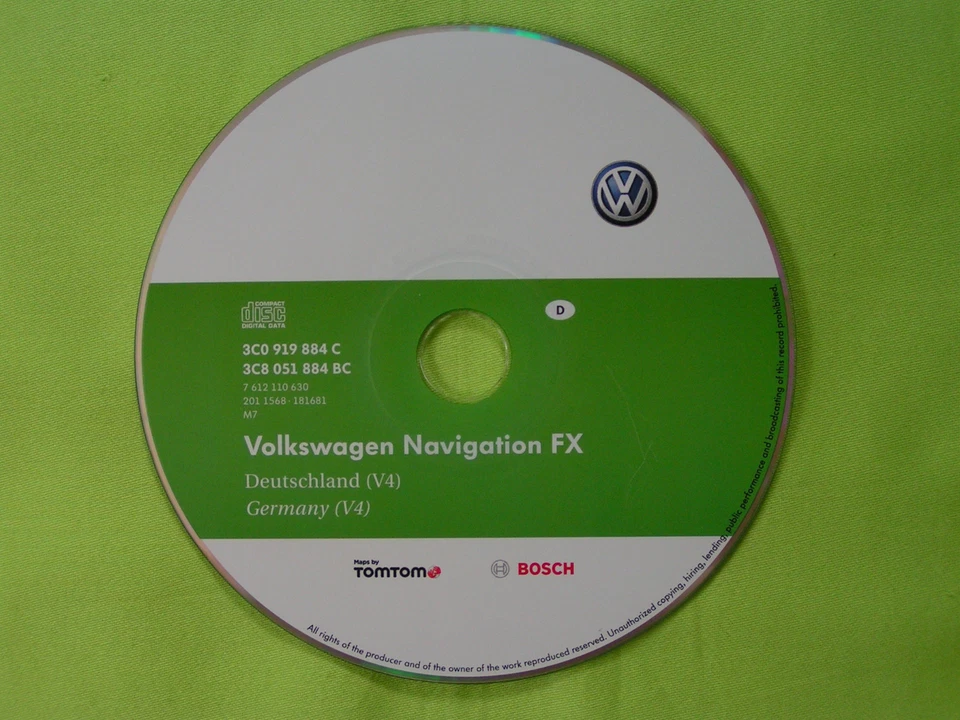 VW
D
COMPACT
disc
DIGITAL DATA
3C0 919 884 C
3C8 051 884 BC
7 612 110 630
201 1568 - 181681
M7
Volkswagen Navigation FX
Deutschland (V4)
Germany (V4)
Maps by
TOMTOM
BOSCH
All rights of the producer and of the owner of the work reproduced reserved. Unauthorized copying, hiring, lending, public performance and broadcasting of this record prohibited.